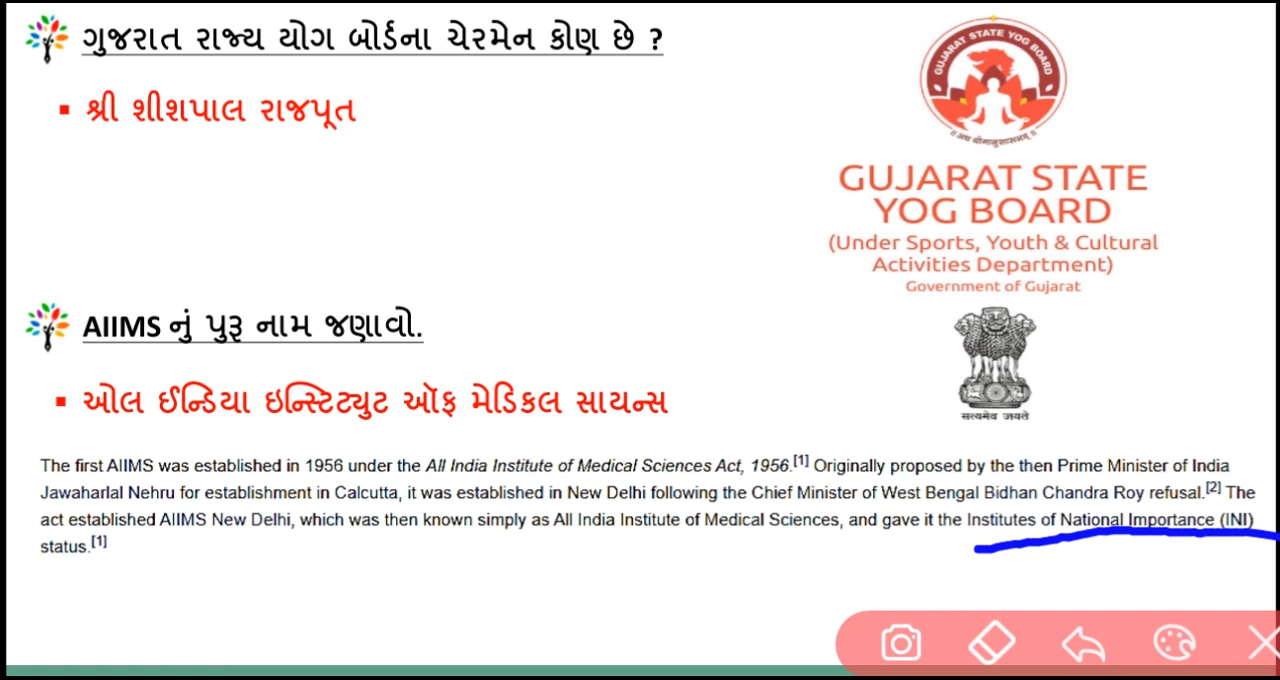 ગુજરાત રાજ્ય યોગ બોર્ડના ચેરમેન કોણ છે ?
▪ શ્રી શીશપાલ રાજપૂત
GUJARAT STATE YOG BOARD
॥ अथ योगानुशासनम् ॥
GUJARAT STATE
YOG BOARD
(Under Sports, Youth & Cultural
Activities Department)
Government of Gujarat
सत्यमेव जयते
AIIMS નું પુરૂ નામ જણાવો.
▪ ઓલ ઈન્ડિયા ઇન્સ્ટિટ્યુટ ઑફ મેડિકલ સાયન્સ
The first AIIMS was established in 1956 under the All India Institute of Medical Sciences Act, 1956.[1] Originally proposed by the then Prime Minister of India
Jawaharlal Nehru for establishment in Calcutta, it was established in New Delhi following the Chief Minister of West Bengal Bidhan Chandra Roy refusal.[2] The
act established AIIMS New Delhi, which was then known simply as All India Institute of Medical Sciences, and gave it the Institutes of National Importance (INI)
status.[1]